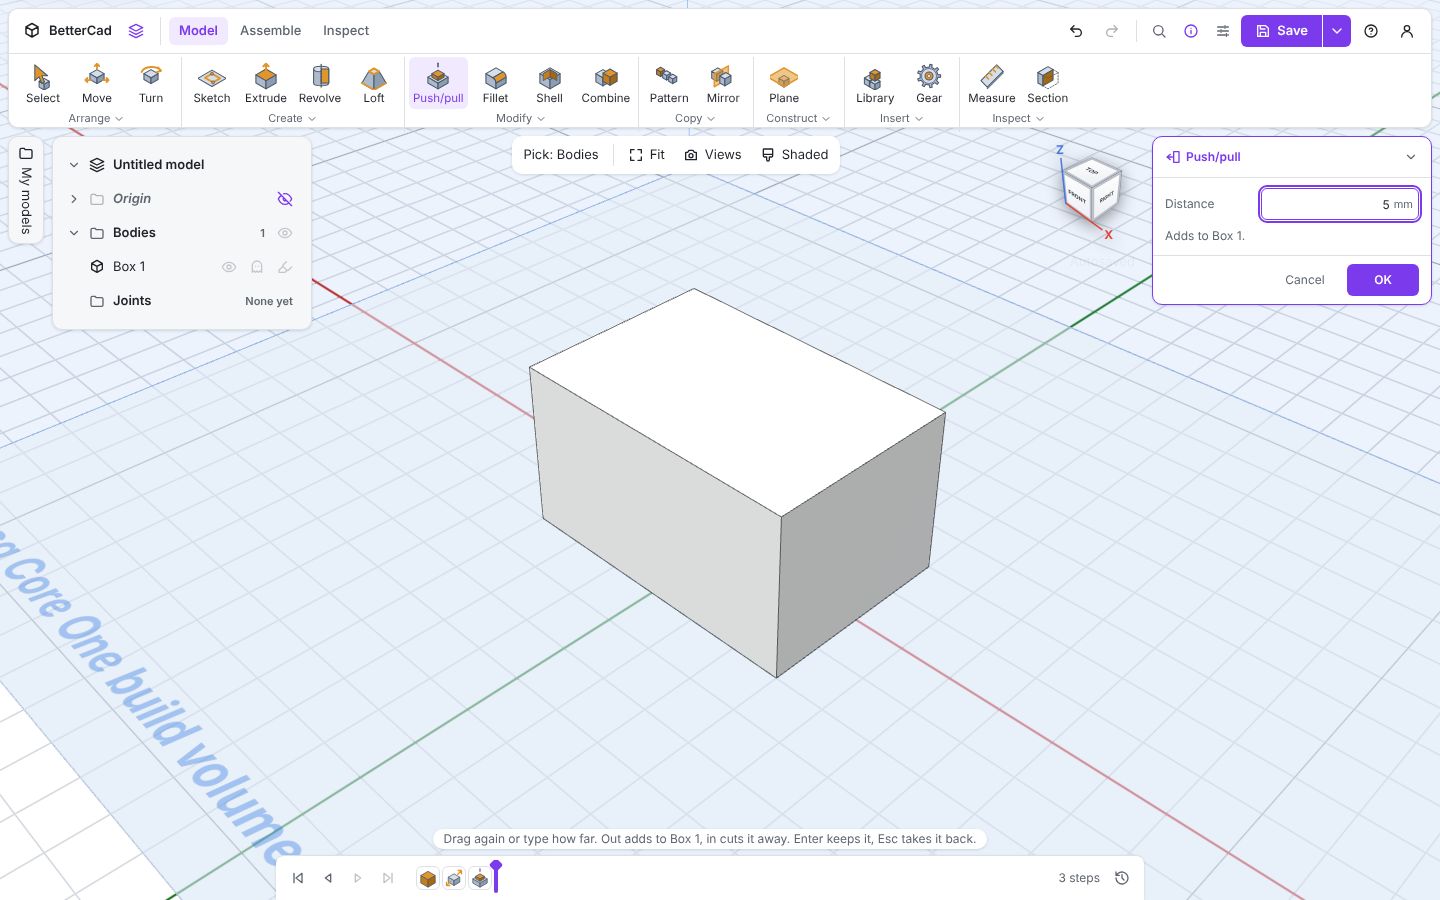 BetterCad
Model
Assemble
Inspect
Save
Select
Move
Turn
Sketch
Extrude
Revolve
Loft
Push/pull
Fillet
Shell
Combine
Pattern
Mirror
Plane
Library
Gear
Measure
Section
Arrange
Create
Modify
Copy
Construct
Insert
Inspect
My models
Untitled model
Origin
Bodies 1
Box 1
Joints None yet
Pick: Bodies
Fit
Views
Shaded
Z
TOP
FRONT
RIGHT
X
Push/pull
Distance 5 mm
Adds to Box 1.
Cancel
OK
Core One build volume
Drag again or type how far. Out adds to Box 1, in cuts it away. Enter keeps it, Esc takes it back.
3 steps